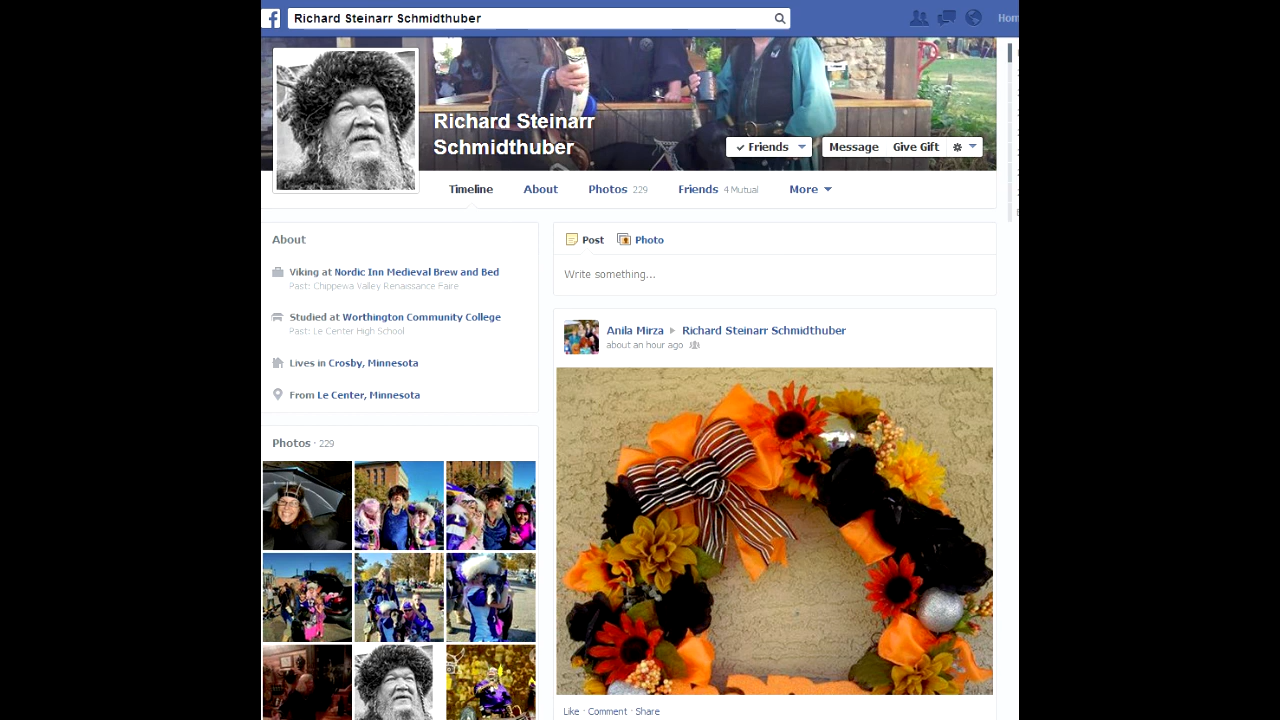 f
Richard Steinarr Schmidthuber
Richard Steinarr
Schmidthuber
Friends
Message
Give Gift
Timeline
About
Photos 229
Friends 4 Mutual
More
About
Viking at Nordic Inn Medieval Brew and Bed
Past: Chippewa Valley Renaissance Faire
Studied at Worthington Community College
Past: Le Center High School
Lives in Crosby, Minnesota
From Le Center, Minnesota
Photos · 229
Post
Photo
Write something...
Anila Mirza Richard Steinarr Schmidthuber
about an hour ago
Like · Comment · Share